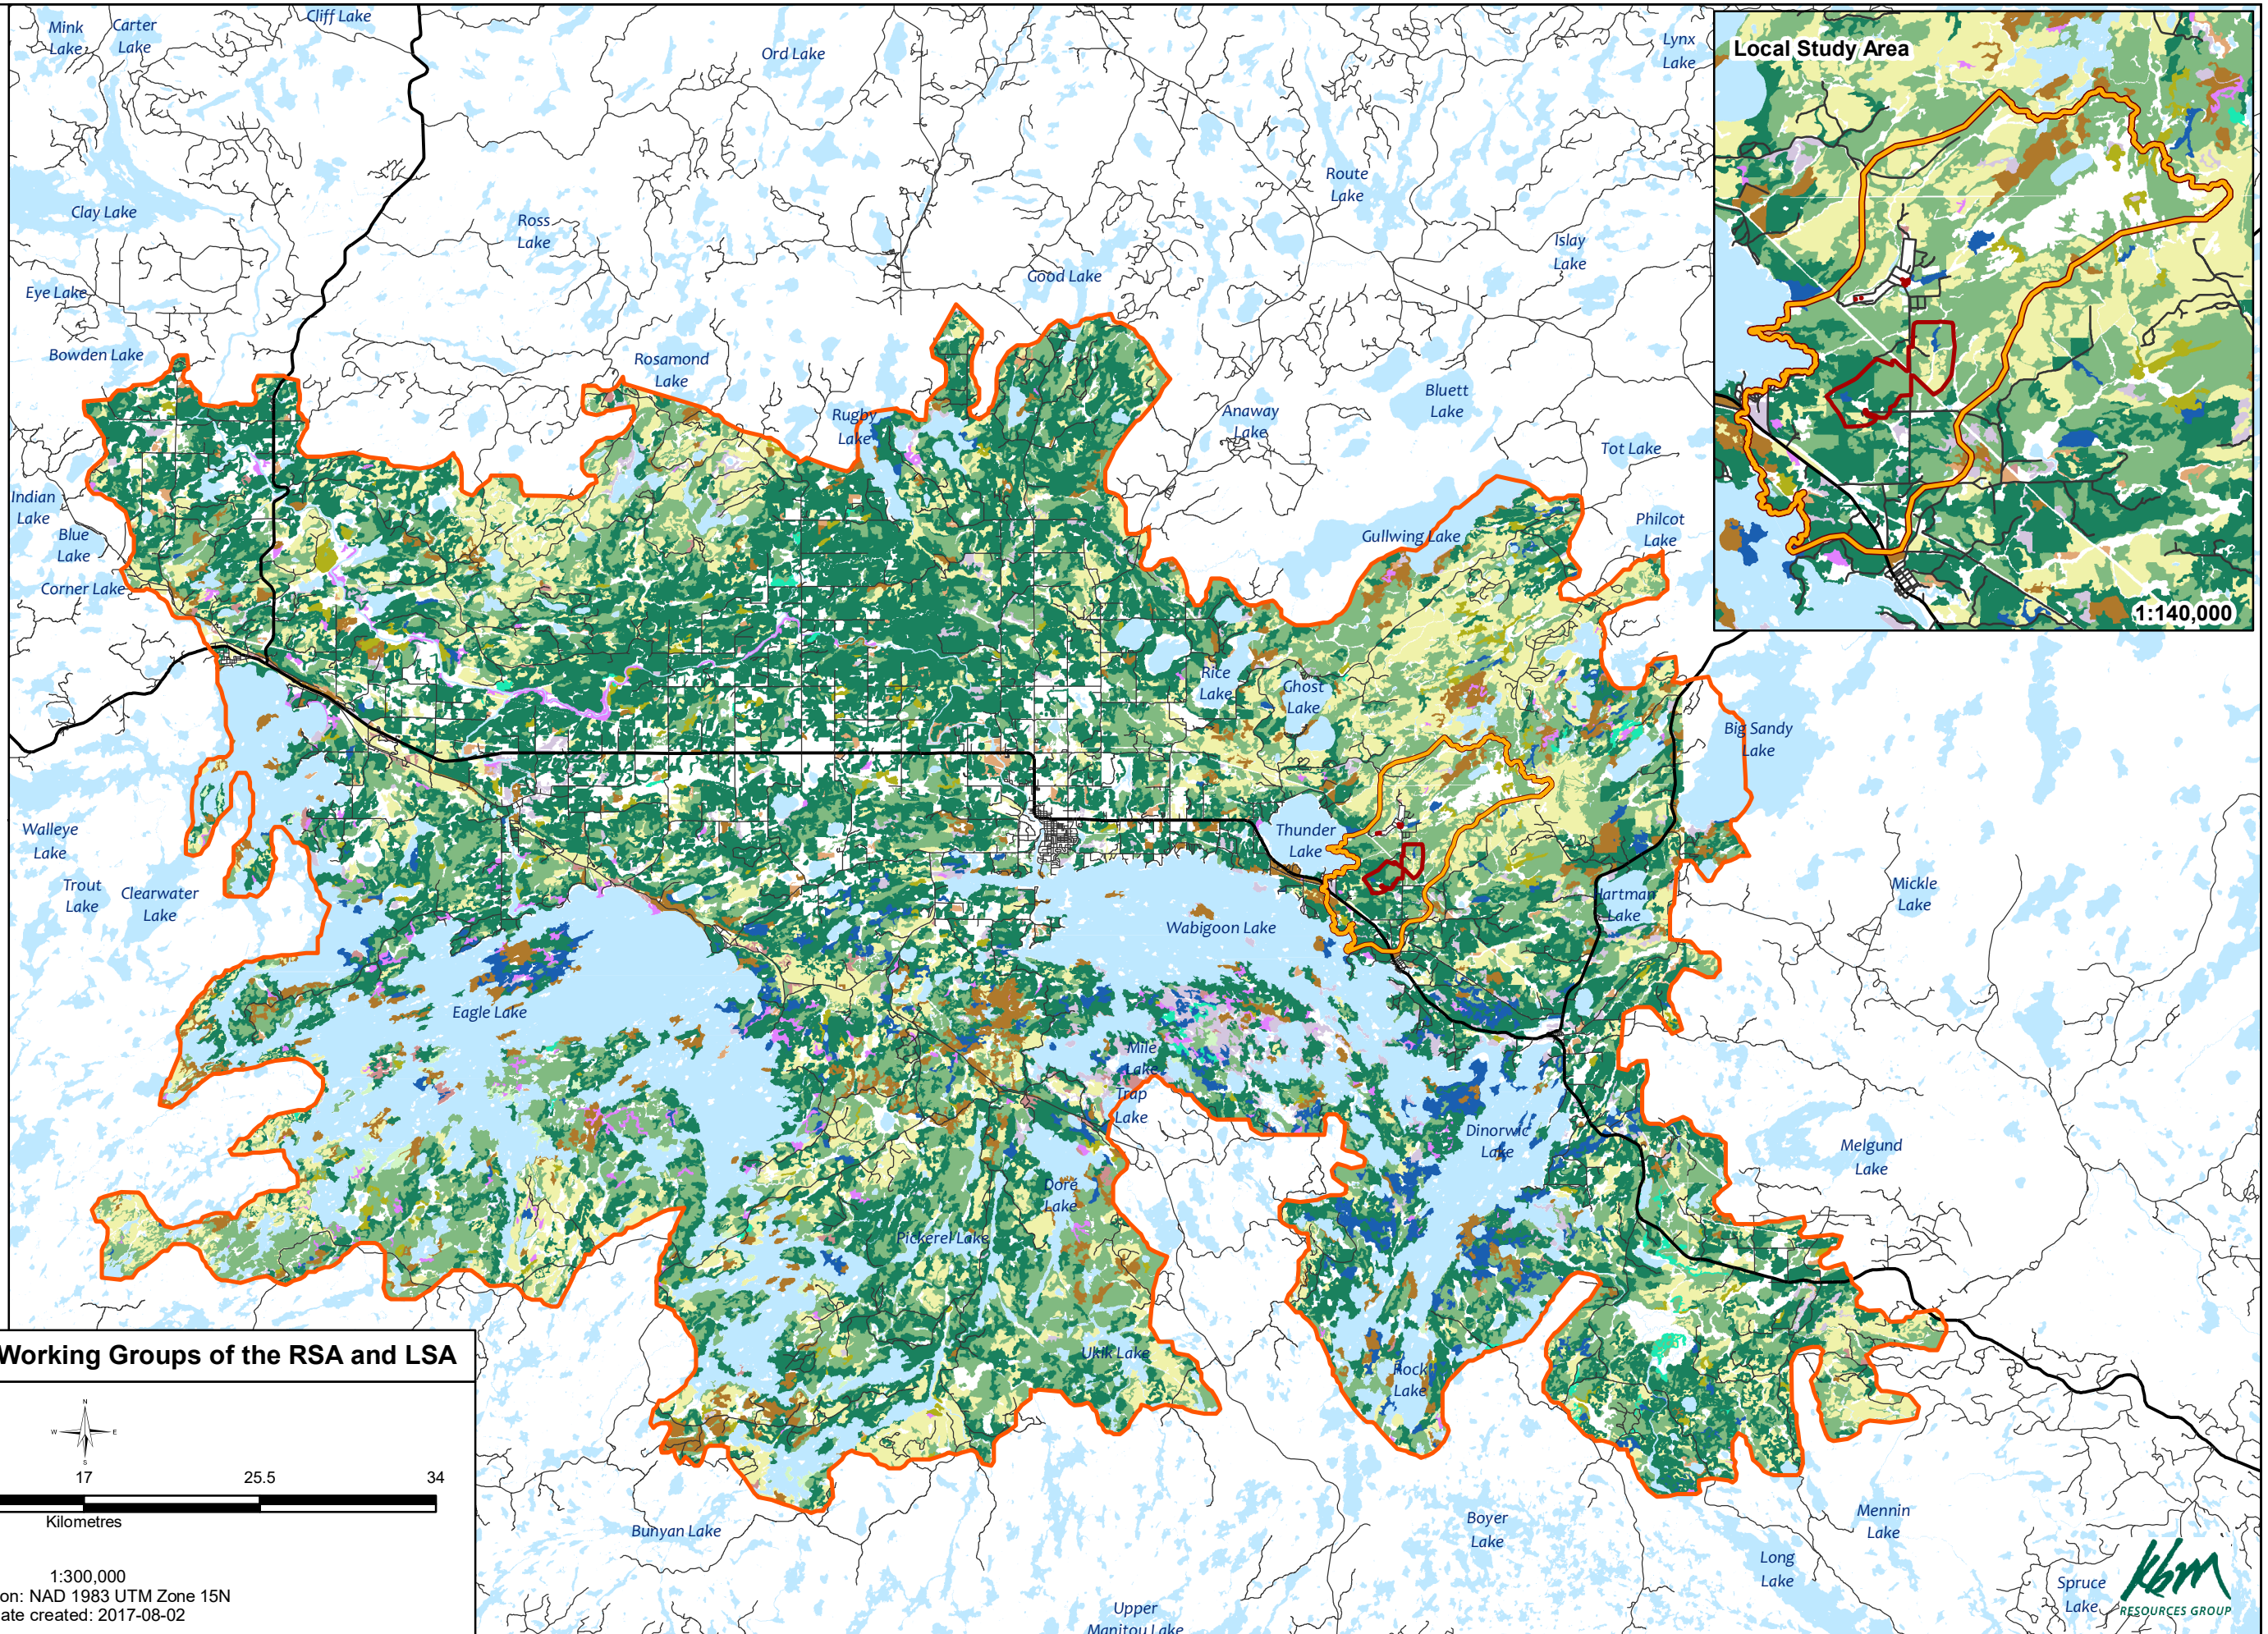 Mink
Lake
Carter
Lake
Cliff Lake
Ord Lake
Lynx
Lake
Local Study Area
Clay Lake
Ross
Lake
Route
Lake
Islay
Lake
Eye Lake
Good Lake
Bowden Lake
Rosamond
Lake
Rugby
Lake
Anaway
Lake
Bluett
Lake
Tot Lake
Indian
Lake
Blue
Lake
Gullwing Lake
Philcot
Lake
Corner Lake
1:140,000
Rice
Lake
Ghost
Lake
Big Sandy
Lake
Walleye
Lake
Thunder
Lake
Trout
Lake
Clearwater
Lake
Hartman
Lake
Mickle
Lake
Wabigoon Lake
Eagle Lake
Mile
Lake
Trap
Lake
Dinorwic
Lake
Melgund
Lake
Dore
Lake
Pickerel Lake
Ukik Lake
Rock
Lake
Working Groups of the RSA and LSA
N
W E
S
17 25.5 34
Kilometres
1:300,000
on: NAD 1983 UTM Zone 15N
ate created: 2017-08-02
Bunyan Lake
Boyer
Lake
Mennin
Lake
Long
Lake
Spruce
Lake
Upper
Manitou Lake
kbm
RESOURCES GROUP